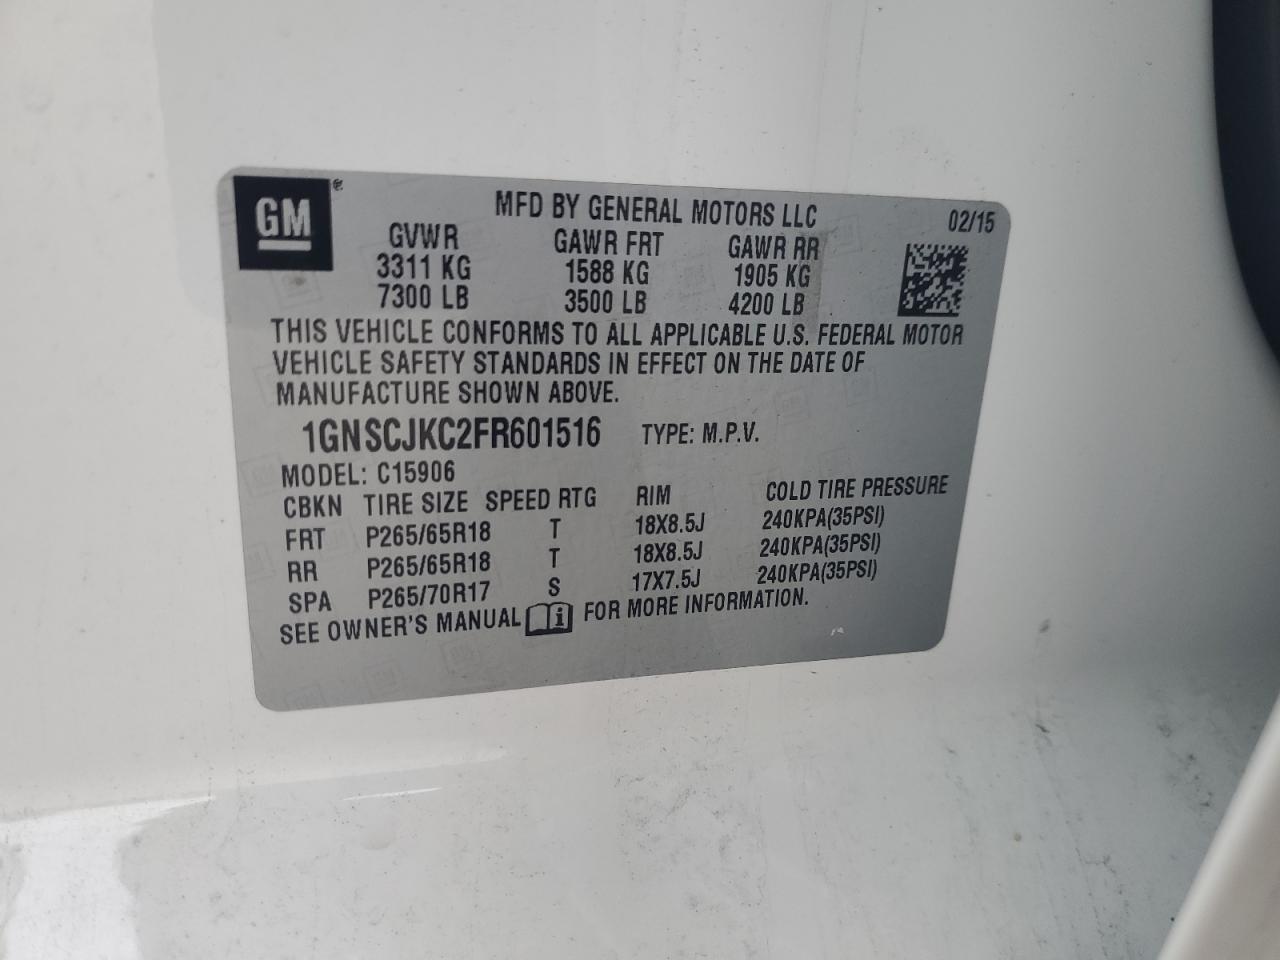 GM ®
MFD BY GENERAL MOTORS LLC 02/15
GVWR GAWR FRT GAWR RR
3311 KG 1588 KG 1905 KG
7300 LB 3500 LB 4200 LB
THIS VEHICLE CONFORMS TO ALL APPLICABLE U.S. FEDERAL MOTOR
VEHICLE SAFETY STANDARDS IN EFFECT ON THE DATE OF
MANUFACTURE SHOWN ABOVE.
1GNSCJKC2FR601516 TYPE: M.P.V.
MODEL: C15906
CBKN TIRE SIZE SPEED RTG RIM COLD TIRE PRESSURE
FRT P265/65R18 T 18X8.5J 240KPA(35PSI)
RR P265/65R18 T 18X8.5J 240KPA(35PSI)
SPA P265/70R17 S 17X7.5J 240KPA(35PSI)
SEE OWNER'S MANUAL i FOR MORE INFORMATION.